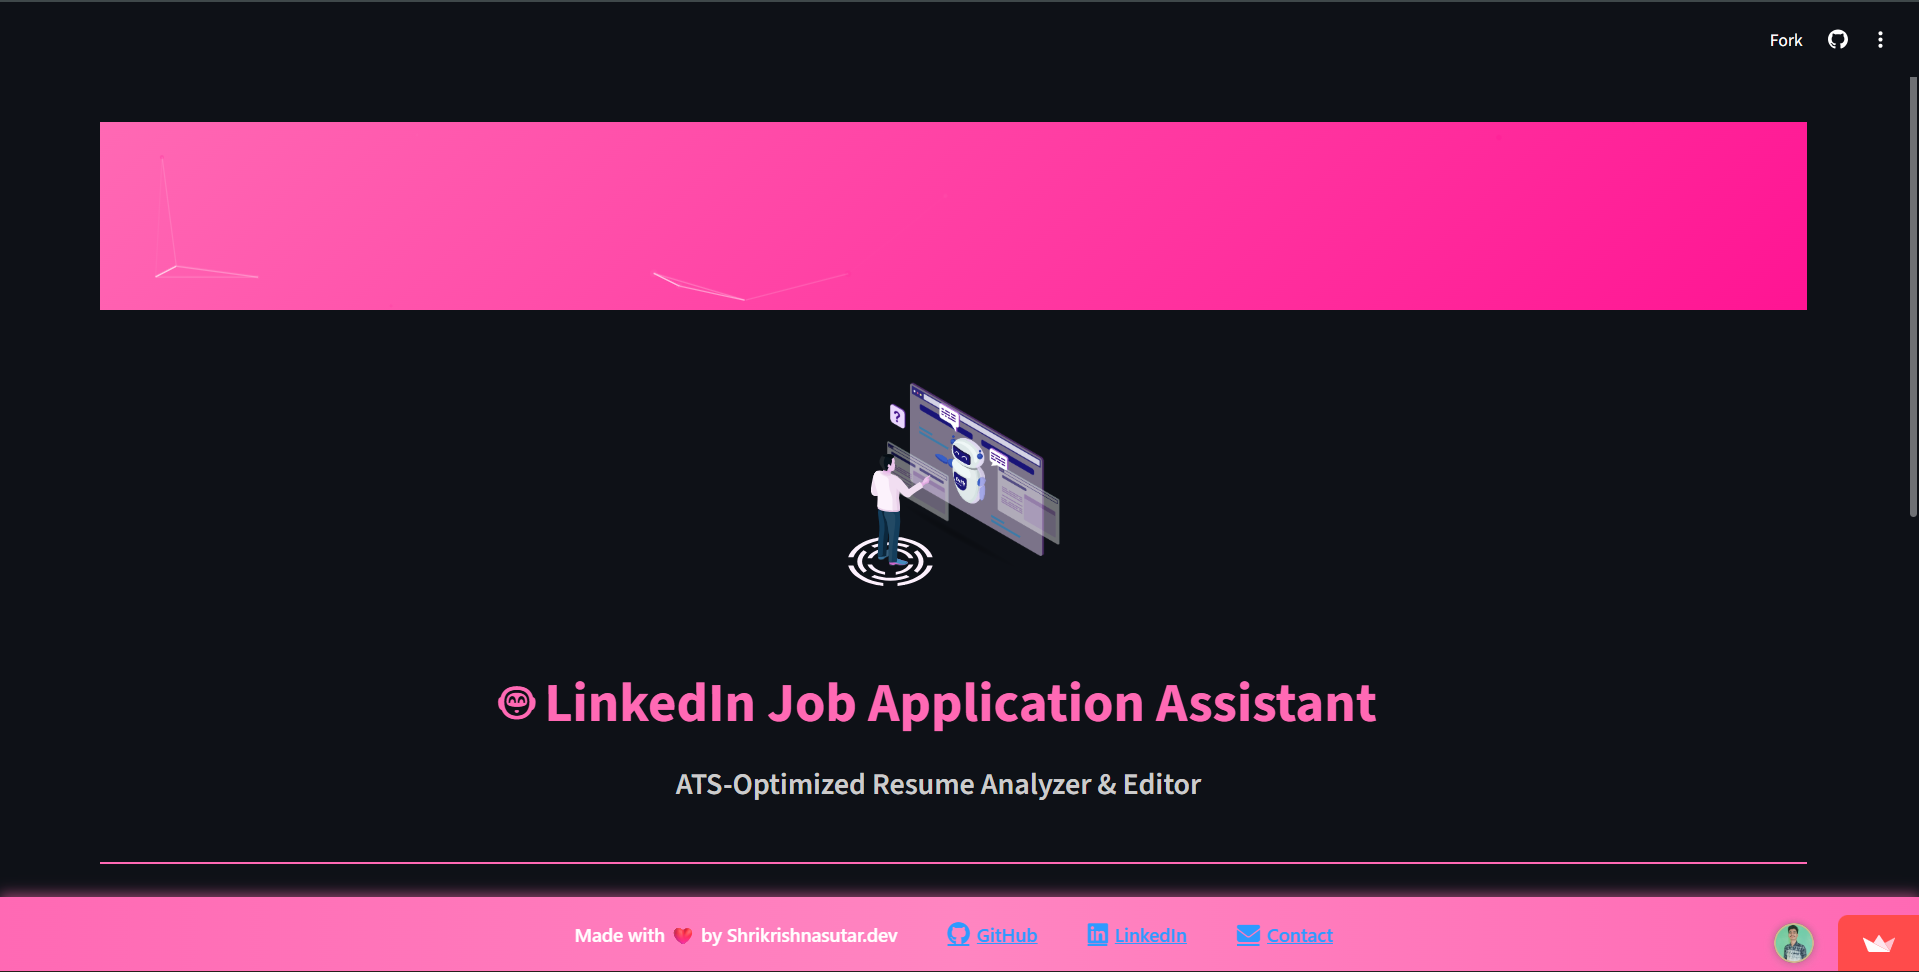 Fork
?
LinkedIn Job Application Assistant
ATS-Optimized Resume Analyzer & Editor
Made with ❤️ by Shrikrishnasutar.dev GitHub LinkedIn Contact